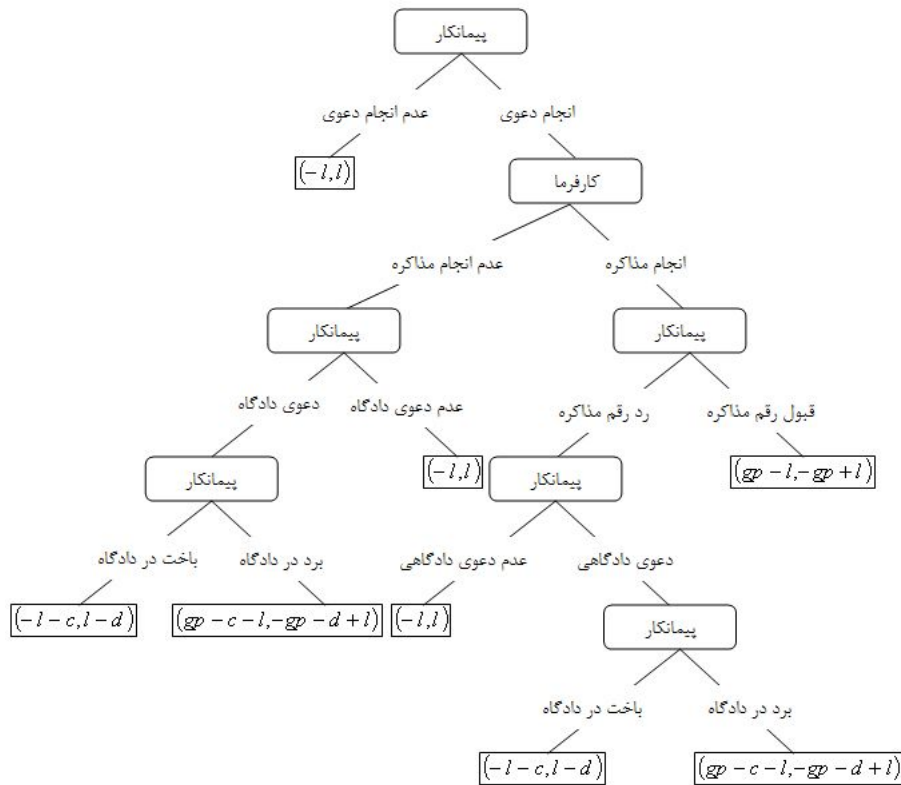 پیمانکار
عدم انجام دعوی انجام دعوی
(-l,l)
کارفرما
عدم انجام مذاکره انجام مذاکره
پیمانکار پیمانکار
دعوی دادگاه عدم دعوی دادگاه رد رقم مذاکره قبول رقم مذاکره
پیمانکار (-l,l) پیمانکار (gp-l,-gp+l)
باخت در دادگاه برد در دادگاه عدم دعوی دادگاهی دعوی دادگاهی
(-l-c,l-d) (gp-c-l,-gp-d+l) (-l,l)
پیمانکار
باخت در دادگاه برد در دادگاه
(-l-c,l-d) (gp-c-l,-gp-d+l)